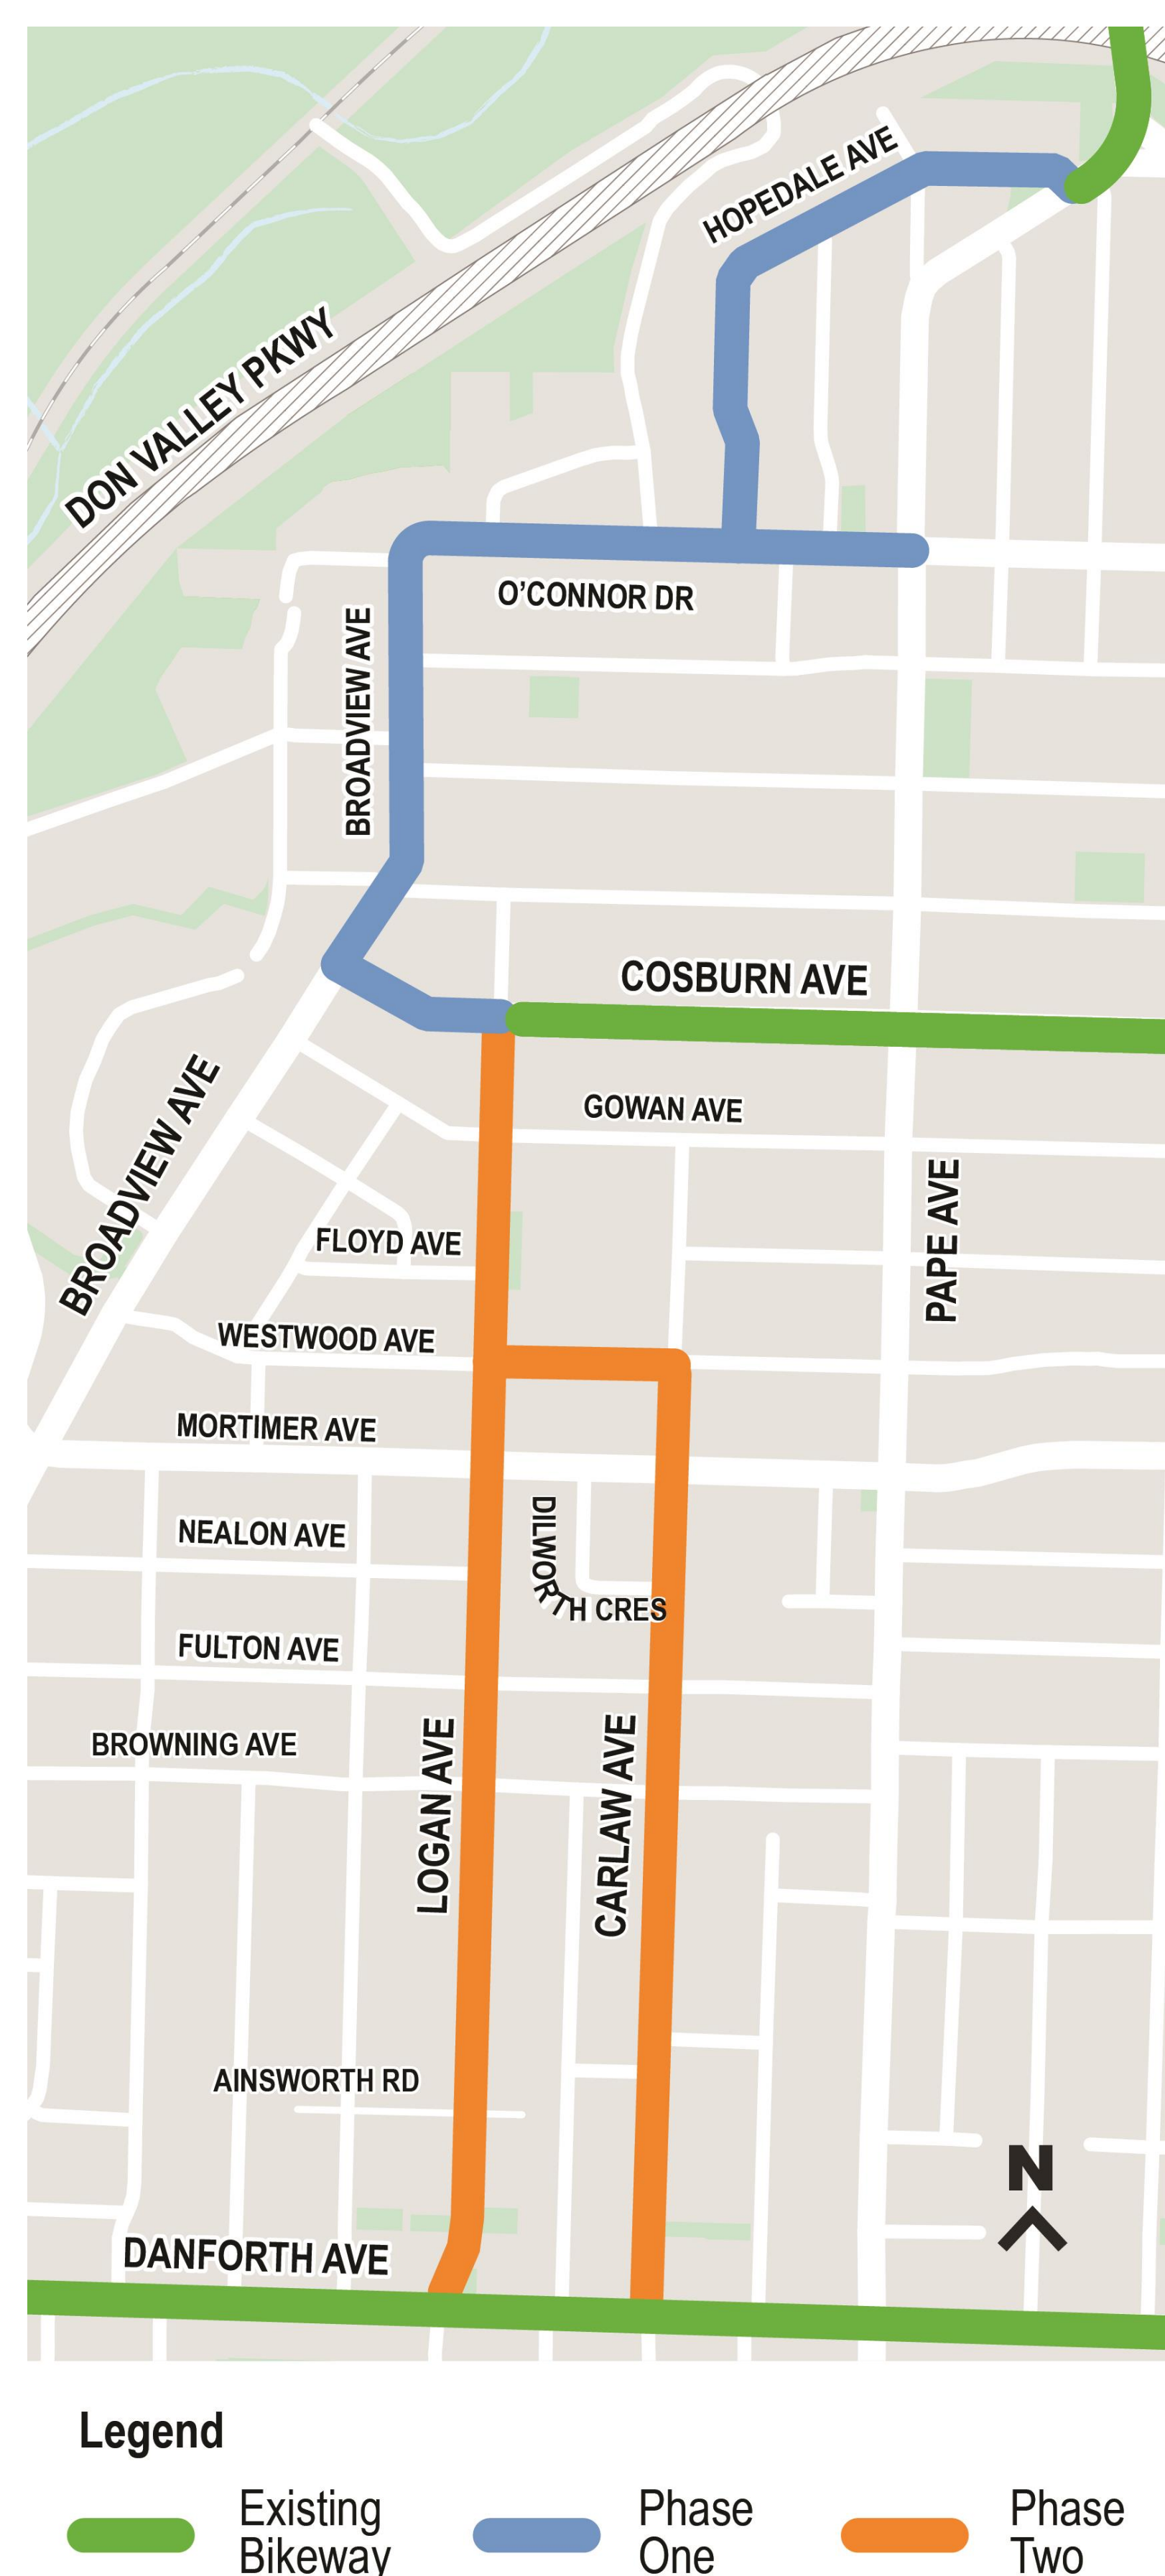 HOPEDALE AVE
DON VALLEY PKWY
O'CONNOR DR
BROADVIEW AVE
COSBURN AVE
BROADVIEW AVE
GOWAN AVE
PAPE AVE
FLOYD AVE
WESTWOOD AVE
MORTIMER AVE
DILWORTH CRES
NEALON AVE
FULTON AVE
LOGAN AVE
CARLAW AVE
BROWNING AVE
AINSWORTH RD
N
DANFORTH AVE
Legend
Existing
Bikeway
Phase
One
Phase
Two